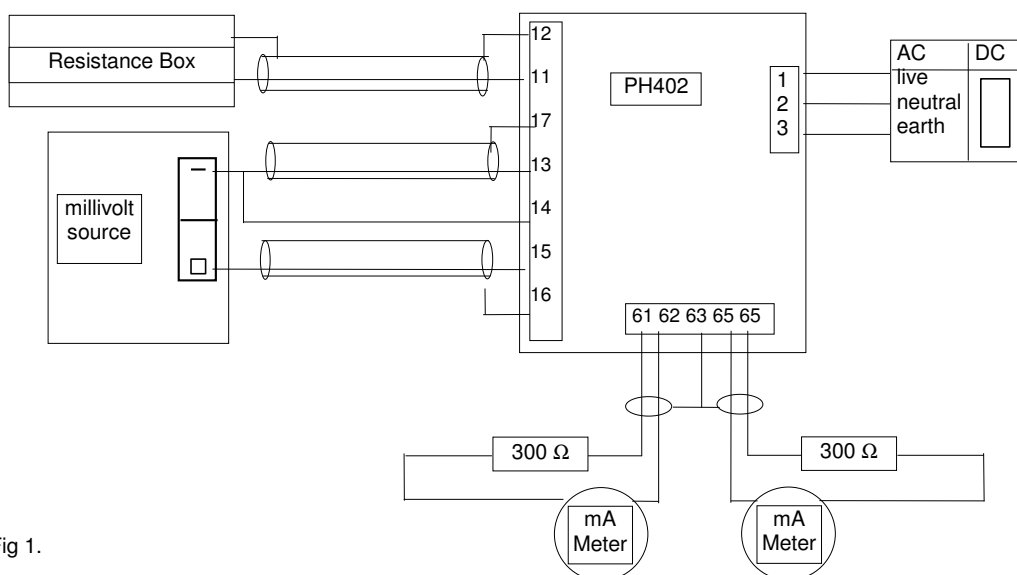 Resistance Box
12
11
17
13
14
15
16
PH402
1
2
3
AC DC
live
neutral
earth
millivolt
source
61 62 63 65 65
300 Ω
300 Ω
mA
Meter
mA
Meter
Fig 1.